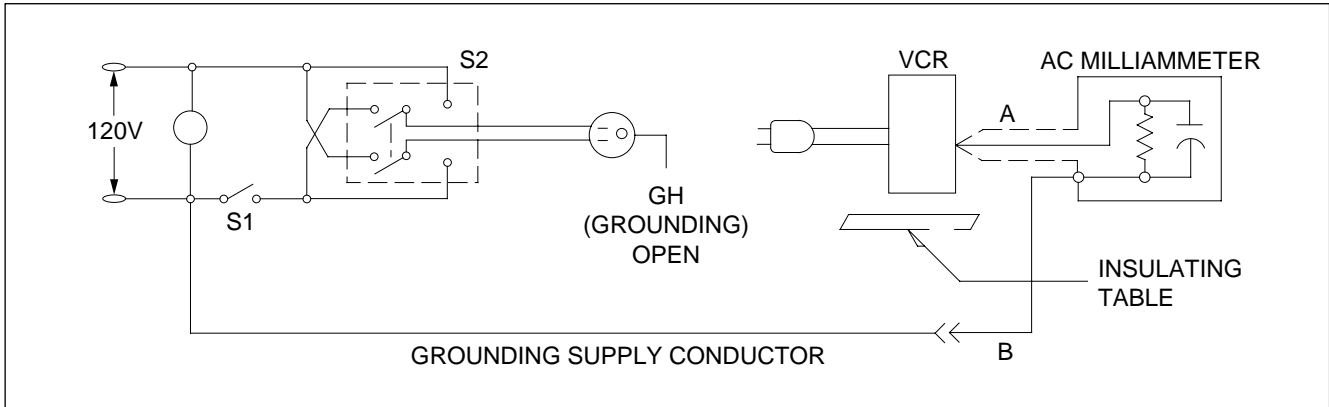 S2
VCR
AC MILLIAMMETER
A
120V
S1
GH
(GROUNDING)
OPEN
INSULATING
TABLE
GROUNDING SUPPLY CONDUCTOR
B